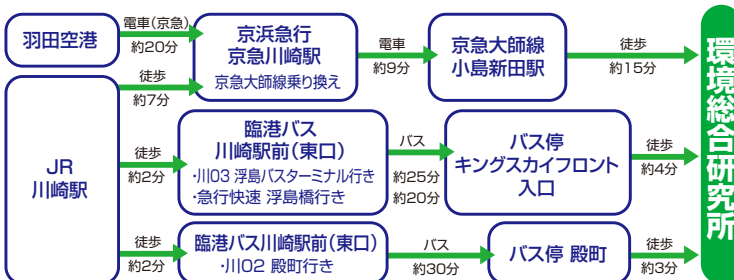 羽田空港
電車(京急)
約20分
京浜急行
京急川崎駅
京急大師線乗り換え
電車
約9分
京急大師線
小島新田駅
徒歩
約15分
JR
川崎駅
徒歩
約7分
徒歩
約2分
臨港バス
川崎駅前(東口)
・川03 浮島バスターミナル行き
・急行快速 浮島橋行き
バス
約25分
約20分
バス停
キングスカイフロント
入口
徒歩
約4分
徒歩
約2分
臨港バス川崎駅前(東口)
・川02 殿町行き
バス
約30分
バス停 殿町
徒歩
約3分
環境総合研究所